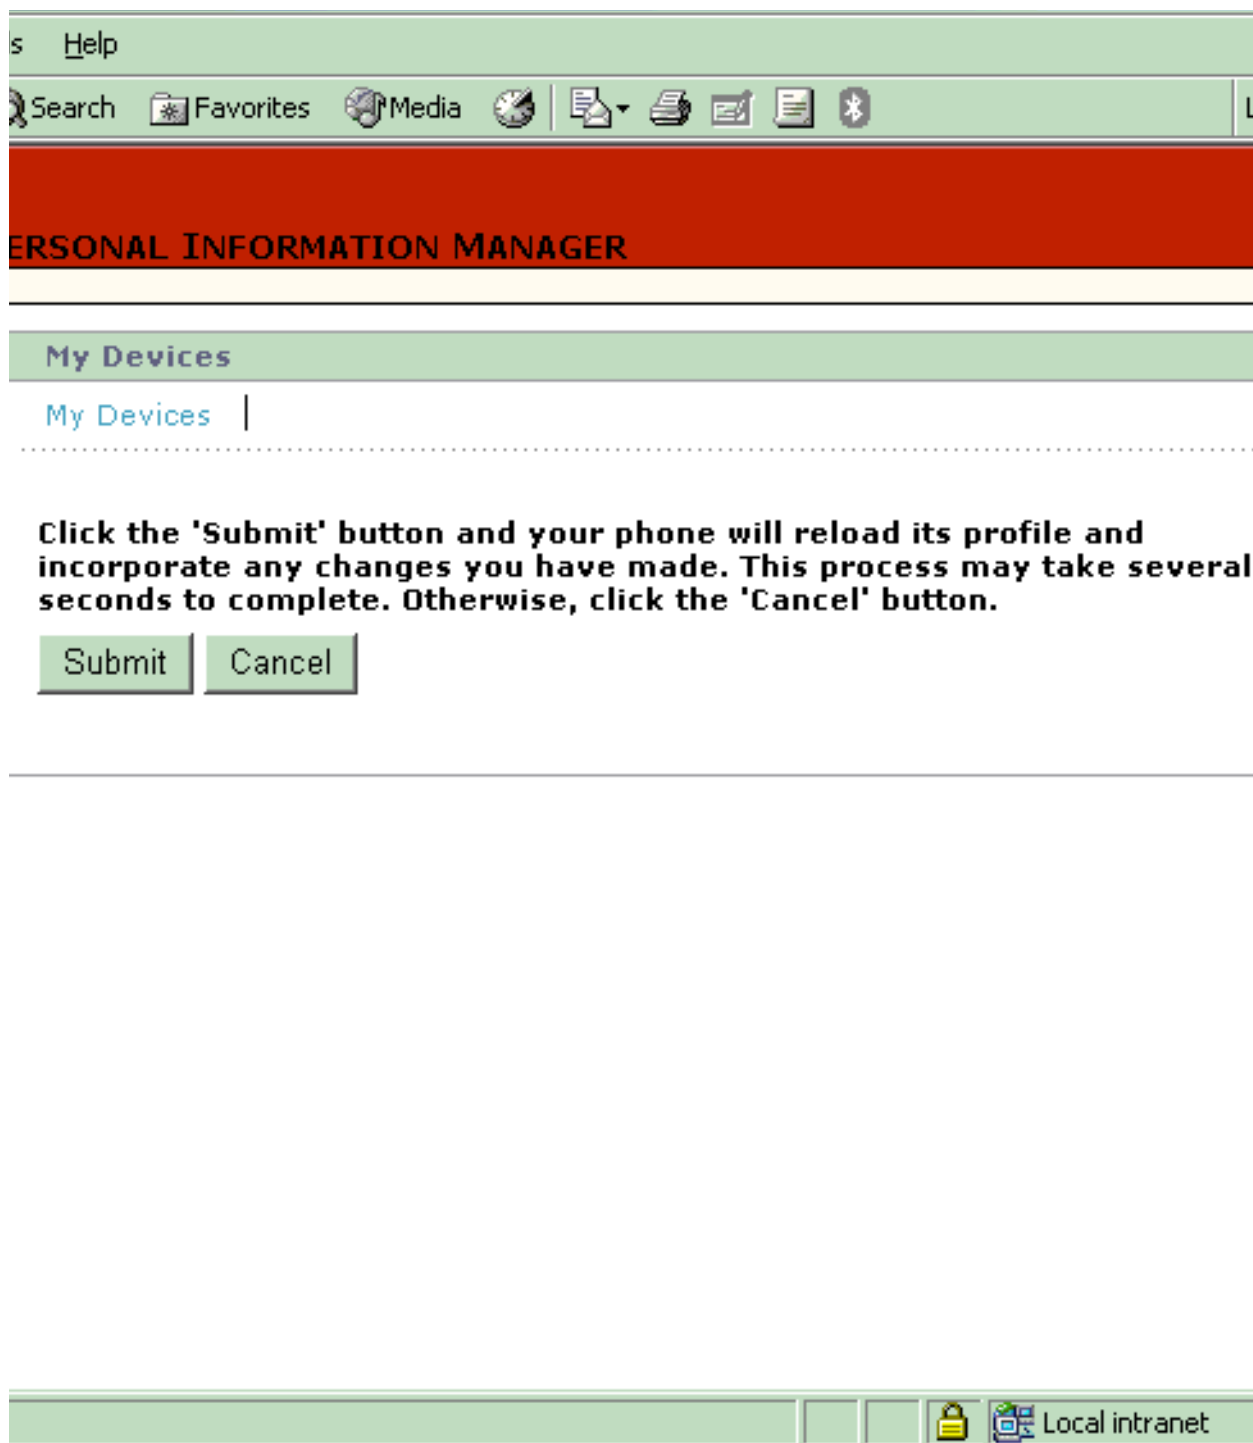 s Help
Search Favorites Media
ERSONAL INFORMATION MANAGER
My Devices
My Devices |
Click the 'Submit' button and your phone will reload its profile and
incorporate any changes you have made. This process may take several
seconds to complete. Otherwise, click the 'Cancel' button.
Submit Cancel
Local intranet